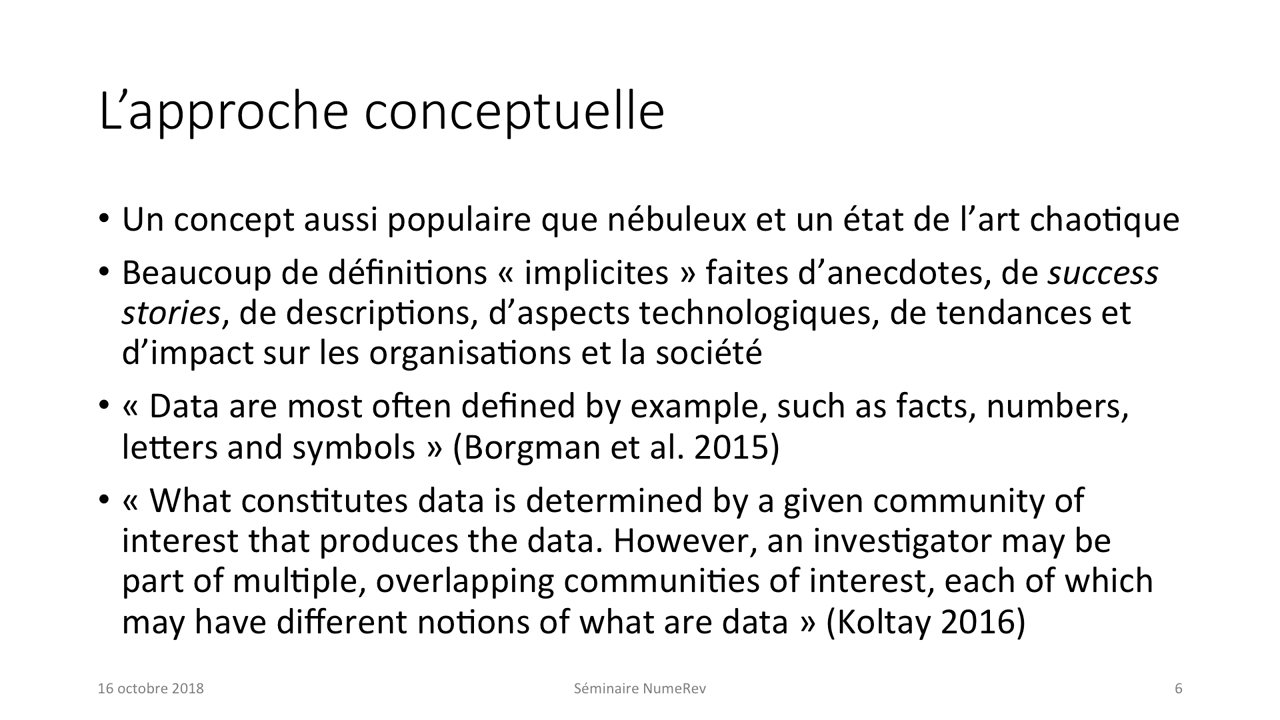 L’approche conceptuelle
• Un concept aussi populaire que nébuleux et un état de l’art chaotique
• Beaucoup de définitions « implicites » faites d’anecdotes, de success
stories, de descriptions, d’aspects technologiques, de tendances et
d’impact sur les organisations et la société
• « Data are most often defined by example, such as facts, numbers,
letters and symbols » (Borgman et al. 2015)
• « What constitutes data is determined by a given community of
interest that produces the data. However, an investigator may be
part of multiple, overlapping communities of interest, each of which
may have different notions of what are data » (Koltay 2016)
16 octobre 2018
Séminaire NumeRev
6